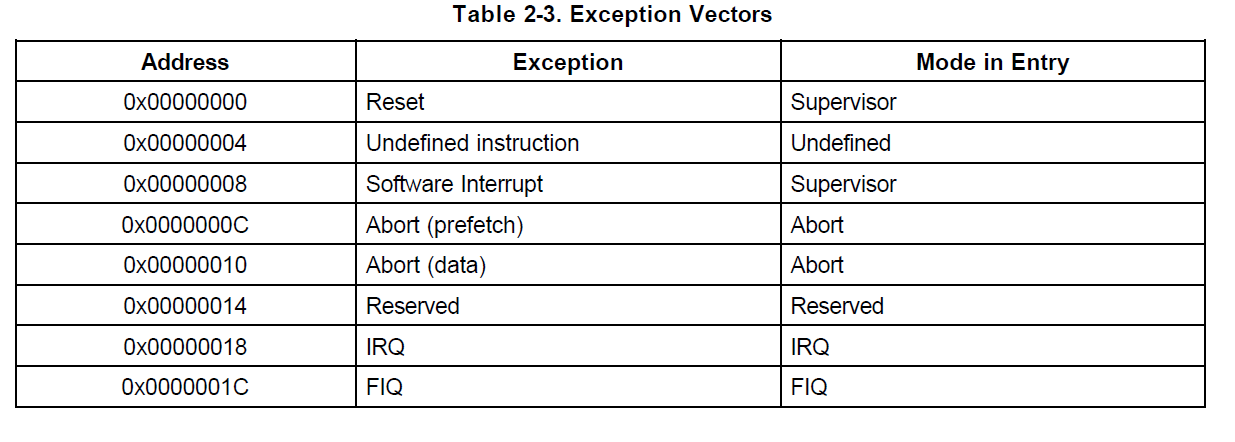 Table 2-3. Exception Vectors
Address Exception Mode in Entry
0x00000000 Reset Supervisor
0x00000004 Undefined instruction Undefined
0x00000008 Software Interrupt Supervisor
0x0000000C Abort (prefetch) Abort
0x00000010 Abort (data) Abort
0x00000014 Reserved Reserved
0x00000018 IRQ IRQ
0x0000001C FIQ FIQ